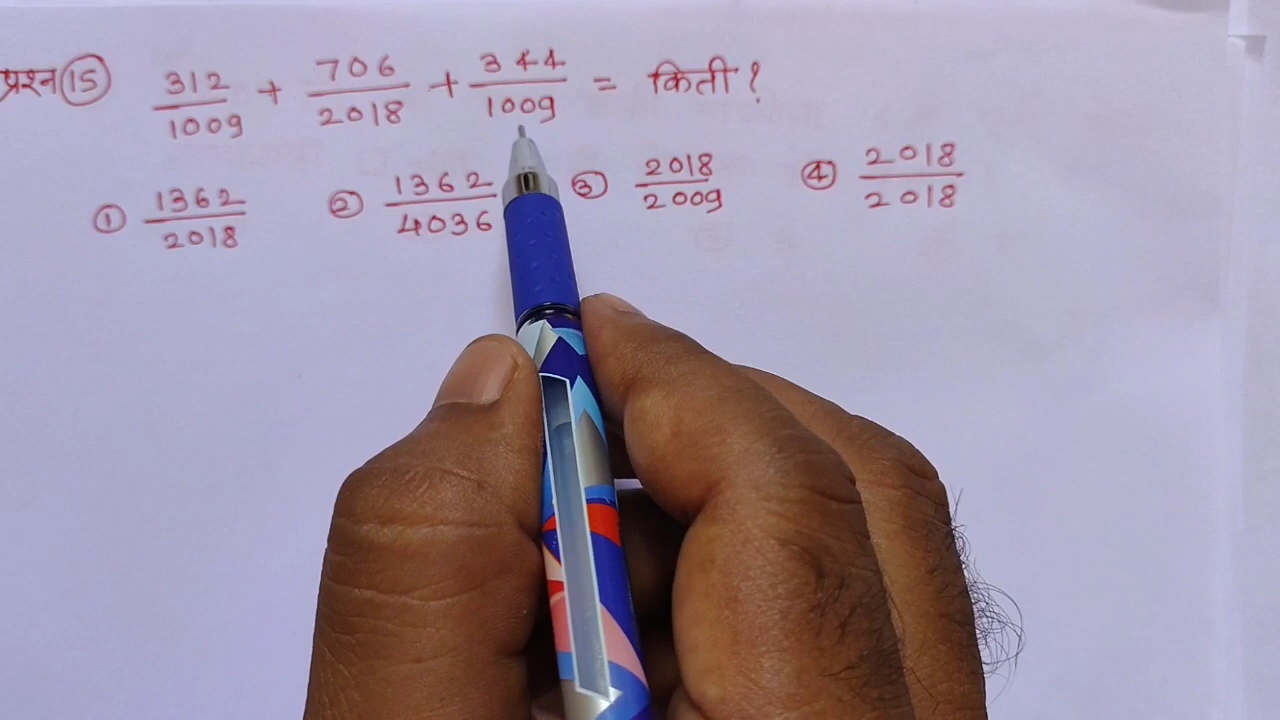 प्रश्न 15 312/1009 + 706/2018 + 344/1009 = किती ?
① 1362/2018 ② 1362/4036 ③ 2018/2009 ④ 2018/2018